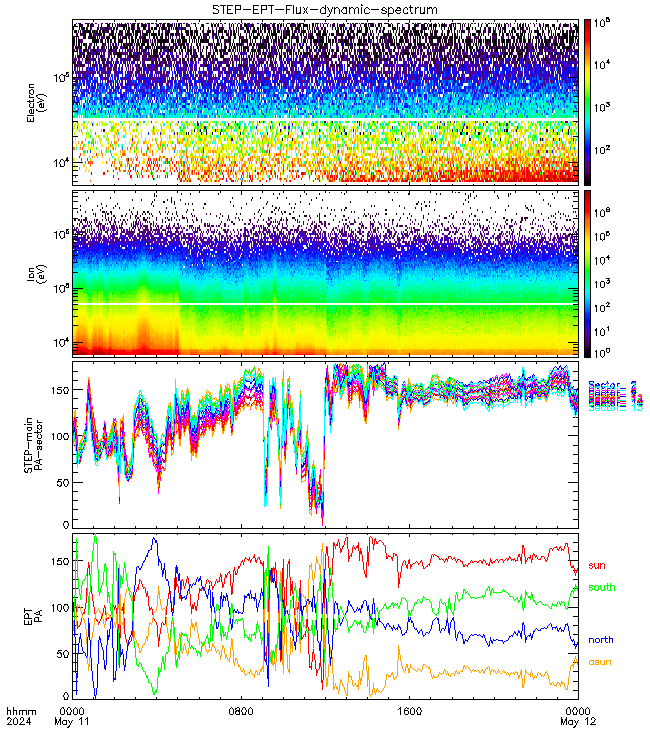 STEP-EPT-Flux-dynamic-spectrum
Electron
(eV)
10⁵
10⁴
10⁵
10⁴
10³
10²
Ion
(eV)
10⁶
10⁵
10⁴
10⁶
10⁵
10⁴
10³
10²
10¹
10⁰
STEP-main
PA-sector
150
100
50
0
Sector_
EPT
PA
150
100
50
0
sun
south
north
asun
hhmm
2024
0000
May 11
0800
1600
0000
May 12